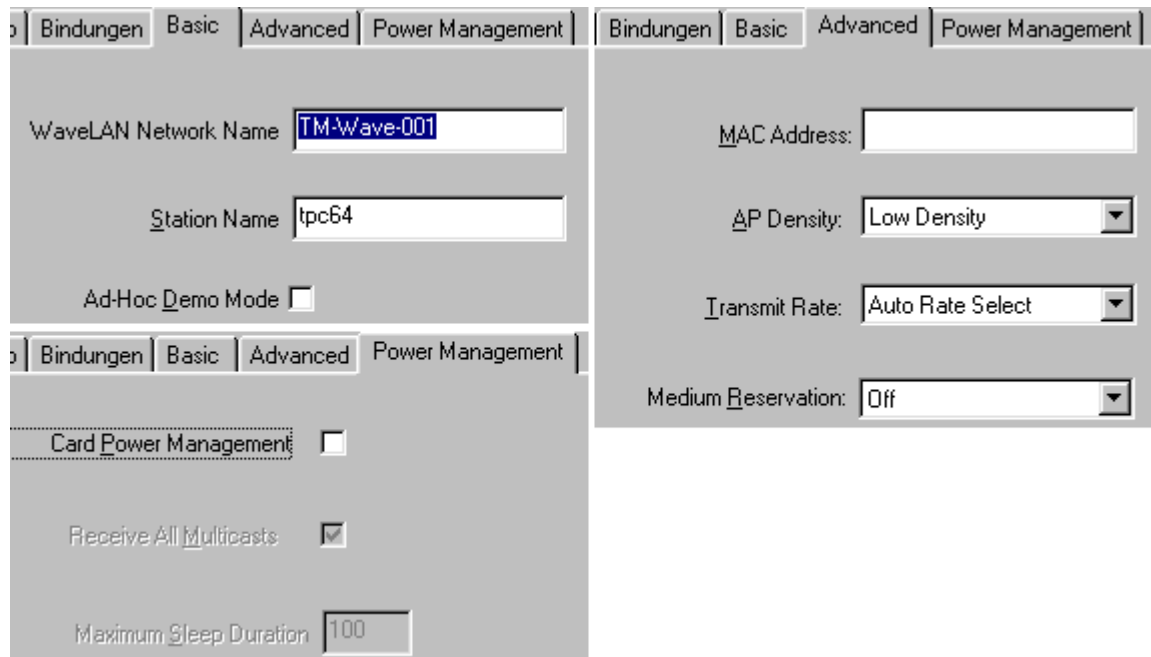 Bindungen Basic Advanced Power Management
WaveLAN Network Name TM-Wave-001
Station Name tpc64
Ad-Hoc Demo Mode
Bindungen Basic Advanced Power Management
Card Power Management
Receive All Multicasts
Maximum Sleep Duration 100
Bindungen Basic Advanced Power Management
MAC Address:
AP Density: Low Density
Transmit Rate: Auto Rate Select
Medium Reservation: Off